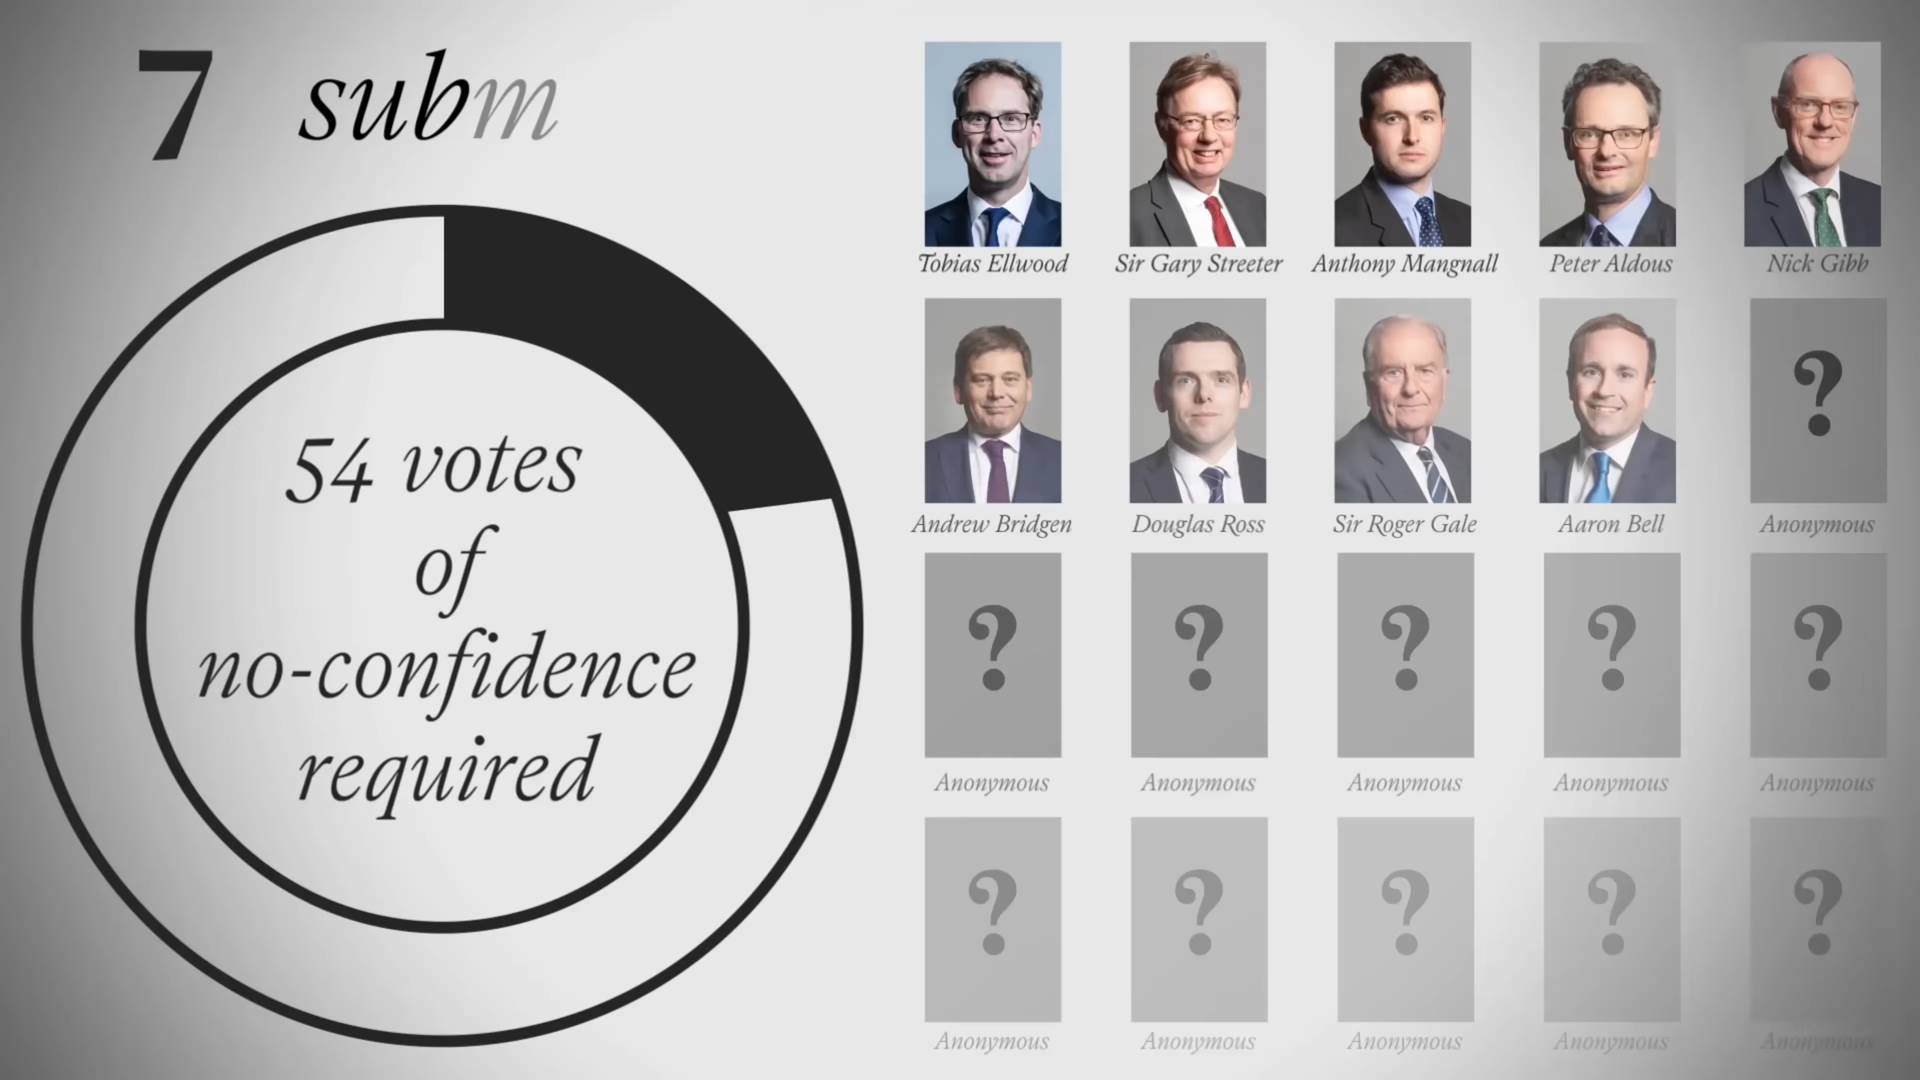 7 subm
54 votes
of
no-confidence
required
Tobias Ellwood Sir Gary Streeter Anthony Mangnall Peter Aldous Nick Gibb
?
Andrew Bridgen Douglas Ross Sir Roger Gale Aaron Bell Anonymous
? ? ? ? ?
Anonymous Anonymous Anonymous Anonymous Anonymous
? ? ? ? ?
Anonymous Anonymous Anonymous Anonymous Anonymous